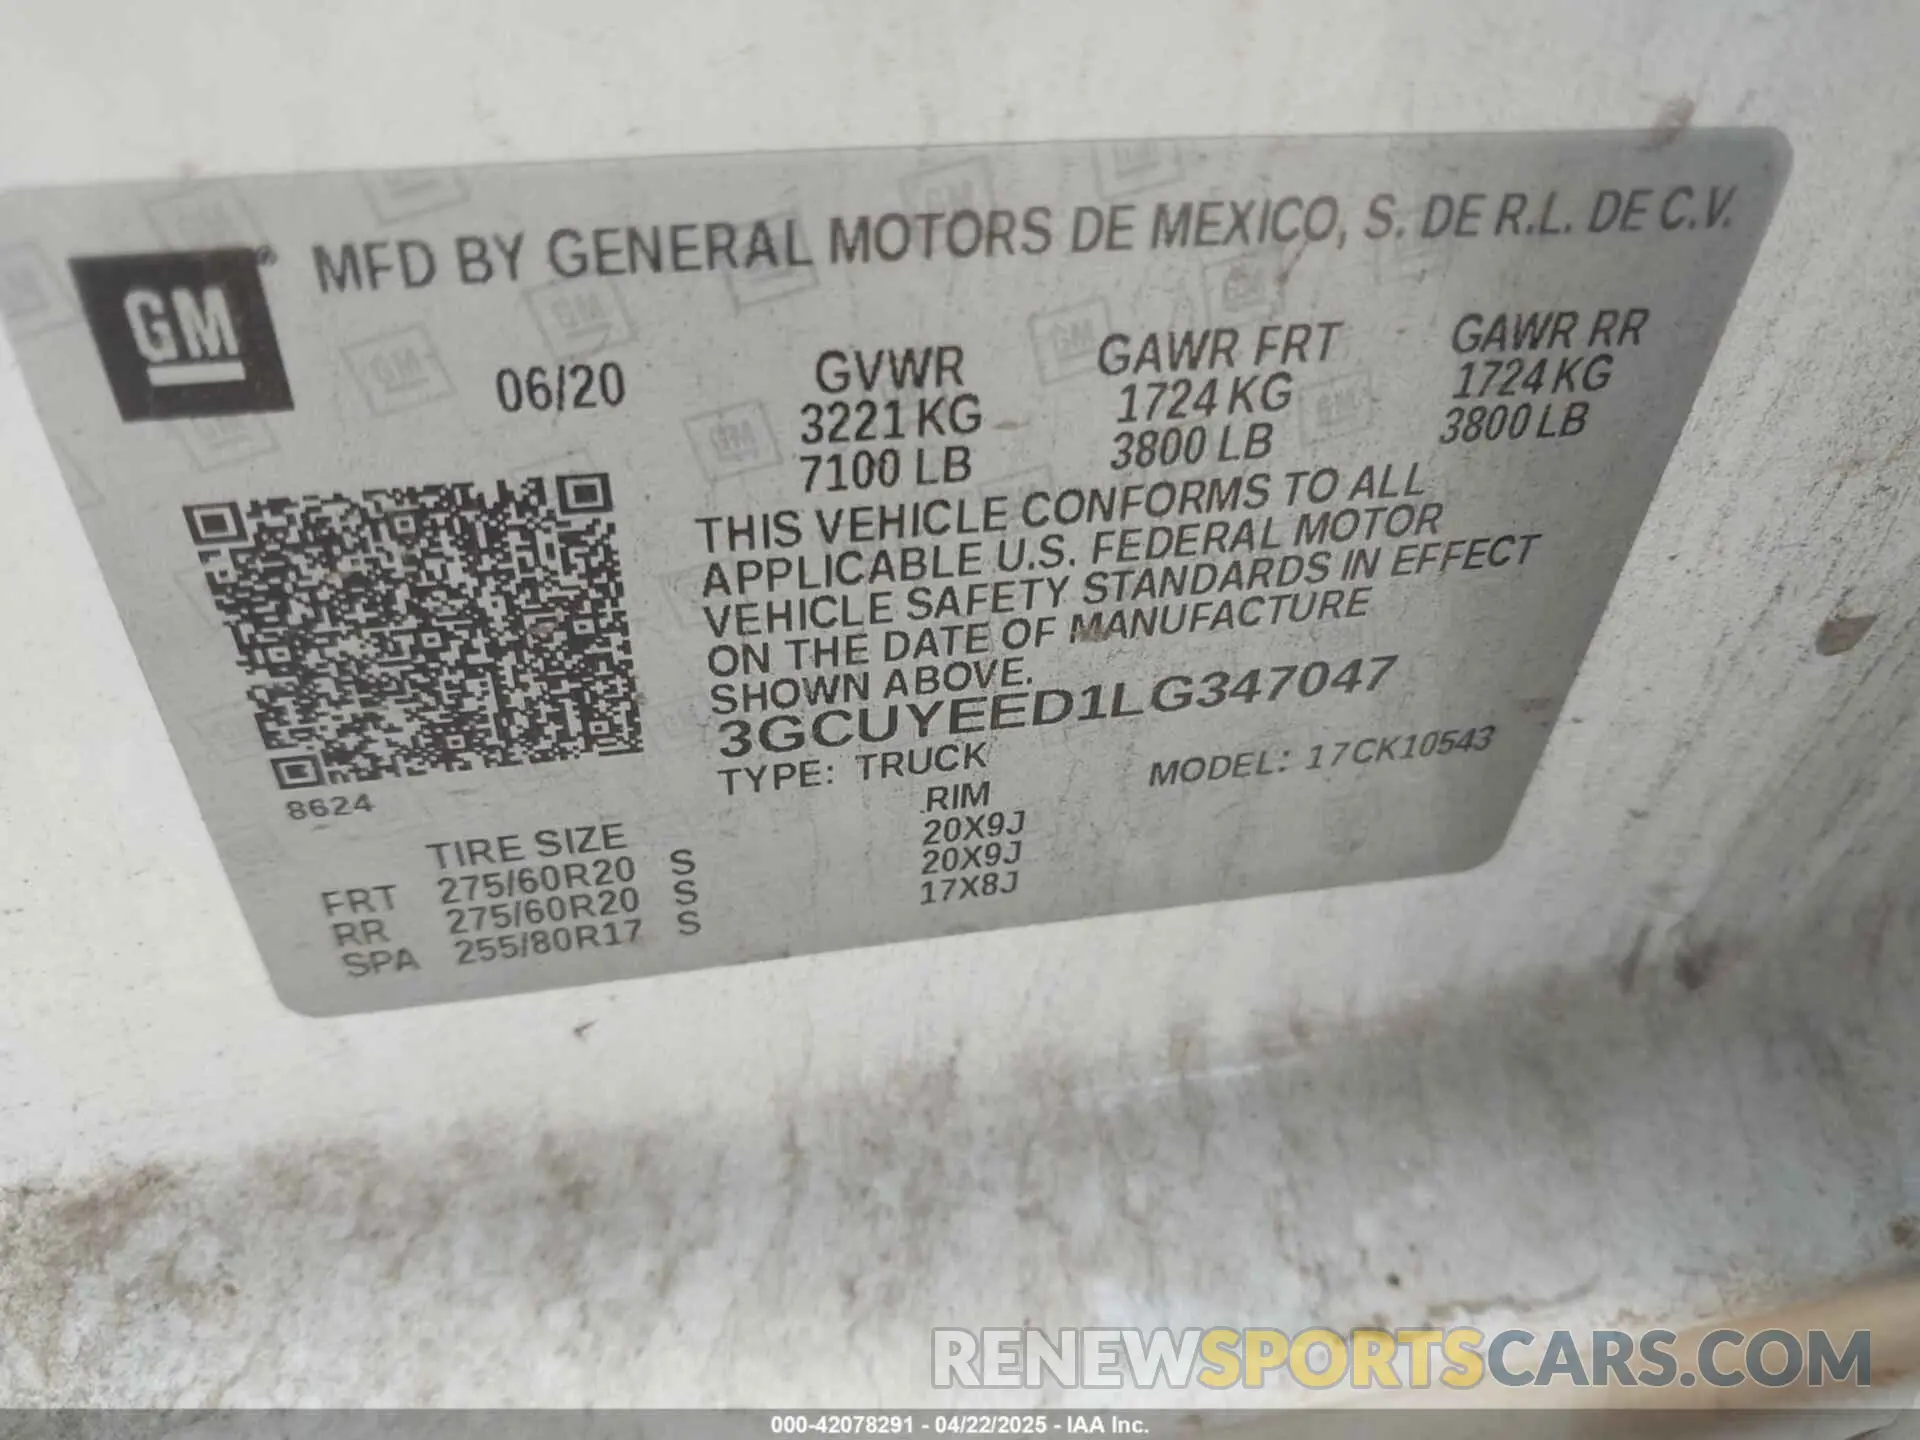 GM
MFD BY GENERAL MOTORS DE MEXICO, S. DE R.L. DE C.V.
06/20
GVWR
3221 KG
7100 LB
GAWR FRT
1724 KG
3800 LB
GAWR RR
1724 KG
3800 LB
THIS VEHICLE CONFORMS TO ALL
APPLICABLE U.S. FEDERAL MOTOR
VEHICLE SAFETY STANDARDS IN EFFECT
ON THE DATE OF MANUFACTURE
SHOWN ABOVE.
3GCUYEED1LG347047
TYPE: TRUCK
MODEL: 17CK10543
8624
TIRE SIZE RIM
FRT 275/60R20 S 20X9J
RR 275/60R20 S 20X9J
SPA 255/80R17 S 17X8J
RENEWSPORTSCARS.COM
000-42078291 - 04/22/2025 - IAA Inc.